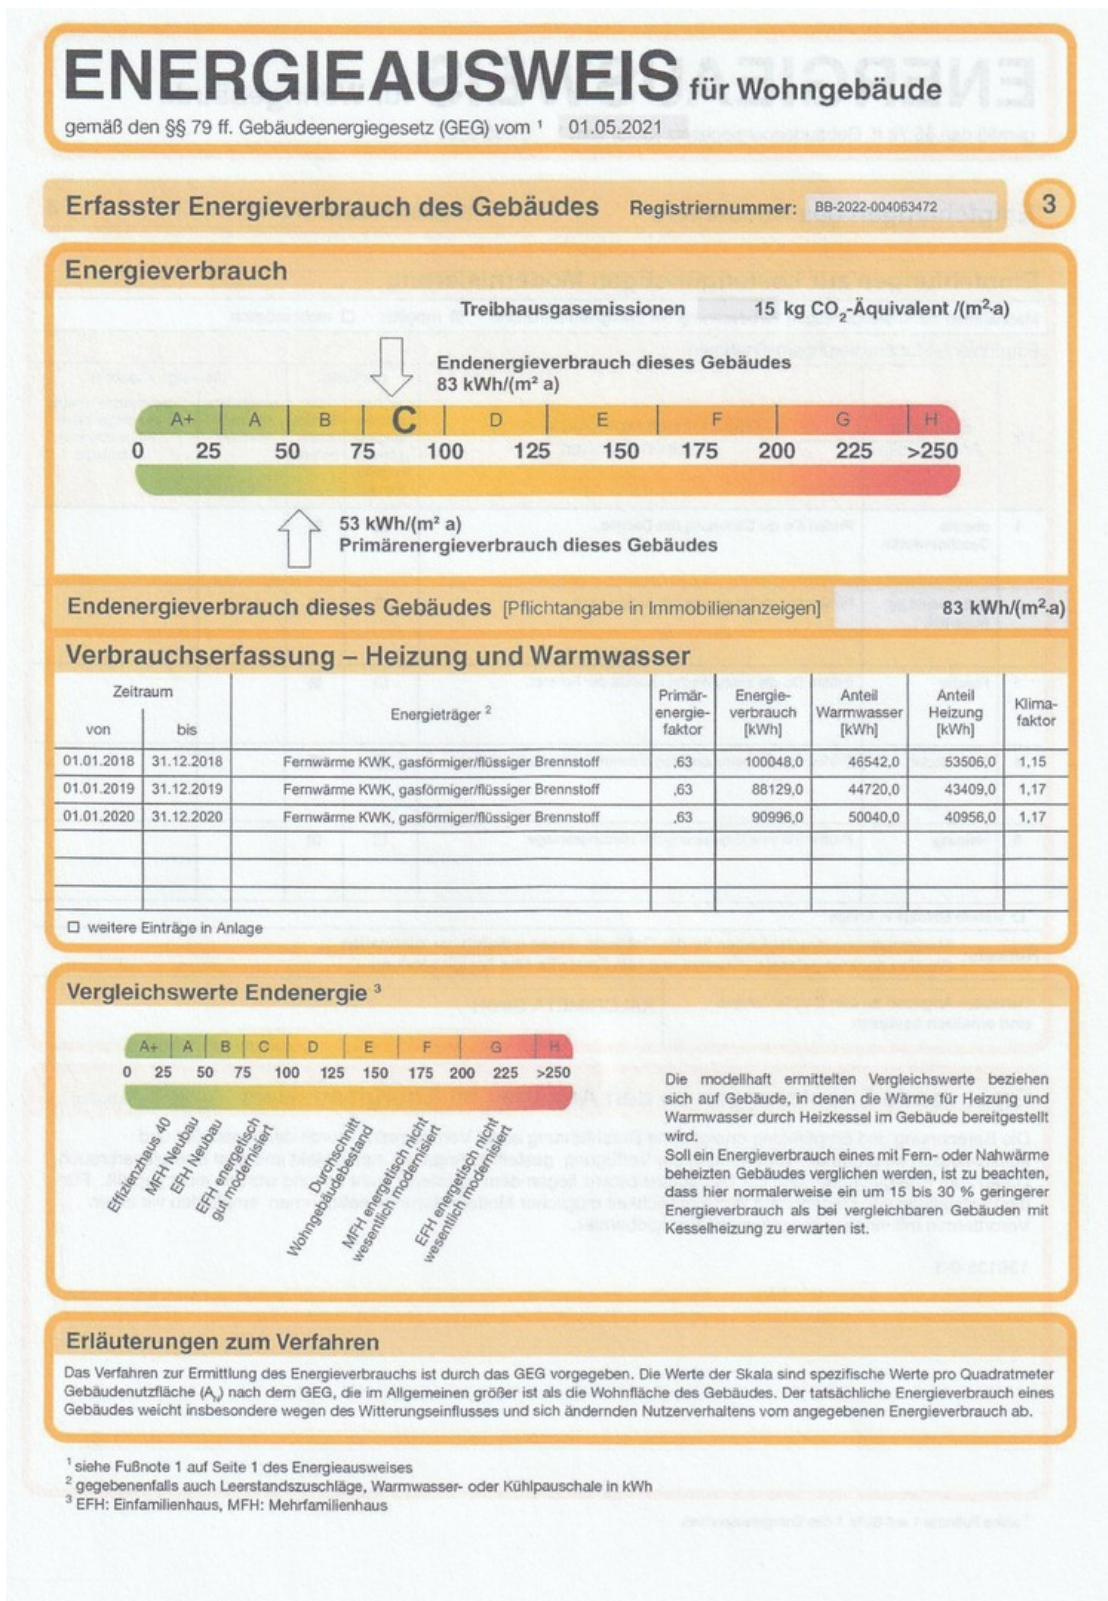 ENERGIEAUSWEIS für Wohngebäude
gemäß den §§ 79 ff. Gebäudeenergiegesetz (GEG) vom ¹ 01.05.2021
Erfasster Energieverbrauch des Gebäudes Registriernummer: BB-2022-004063472 3
Energieverbrauch
Treibhausgasemissionen 15 kg CO₂-Äquivalent /(m²·a)
Endenergieverbrauch dieses Gebäudes
83 kWh/(m² a)
A+ A B C D E F G H
0 25 50 75 100 125 150 175 200 225 >250
53 kWh/(m² a)
Primärenergieverbrauch dieses Gebäudes
Endenergieverbrauch dieses Gebäudes [Pflichtangabe in Immobilienanzeigen] 83 kWh/(m²·a)
Verbrauchserfassung – Heizung und Warmwasser
Zeitraum
von bis
Energieträger ²
Primär-
energie-
faktor
Energie-
verbrauch
[kWh]
Anteil
Warmwasser
[kWh]
Anteil
Heizung
[kWh]
Klima-
faktor
01.01.2018 31.12.2018 Fernwärme KWK, gasförmiger/flüssiger Brennstoff ,63 100048,0 46542,0 53506,0 1,15
01.01.2019 31.12.2019 Fernwärme KWK, gasförmiger/flüssiger Brennstoff ,63 88129,0 44720,0 43409,0 1,17
01.01.2020 31.12.2020 Fernwärme KWK, gasförmiger/flüssiger Brennstoff ,63 90996,0 50040,0 40956,0 1,17
☐ weitere Einträge in Anlage
Vergleichswerte Endenergie ³
A+ A B C D E F G H
0 25 50 75 100 125 150 175 200 225 >250
Effizienzhaus 40
MFH Neubau
EFH Neubau
EFH energetisch
gut modernisiert
Durchschnitt
Wohngebäudebestand
MFH energetisch nicht
wesentlich modernisiert
EFH energetisch nicht
wesentlich modernisiert
Die modellhaft ermittelten Vergleichswerte beziehen
sich auf Gebäude, in denen die Wärme für Heizung und
Warmwasser durch Heizkessel im Gebäude bereitgestellt
wird.
Soll ein Energieverbrauch eines mit Fern- oder Nahwärme
beheizten Gebäudes verglichen werden, ist zu beachten,
dass hier normalerweise ein um 15 bis 30 % geringerer
Energieverbrauch als bei vergleichbaren Gebäuden mit
Kesselheizung zu erwarten ist.
Erläuterungen zum Verfahren
Das Verfahren zur Ermittlung des Energieverbrauchs ist durch das GEG vorgegeben. Die Werte der Skala sind spezifische Werte pro Quadratmeter
Gebäudenutzfläche (A_N) nach dem GEG, die im Allgemeinen größer ist als die Wohnfläche des Gebäudes. Der tatsächliche Energieverbrauch eines
Gebäudes weicht insbesondere wegen des Witterungseinflusses und sich ändernden Nutzerverhaltens vom angegebenen Energieverbrauch ab.
¹ siehe Fußnote 1 auf Seite 1 des Energieausweises
² gegebenenfalls auch Leerstandszuschläge, Warmwasser- oder Kühlpauschale in kWh
³ EFH: Einfamilienhaus, MFH: Mehrfamilienhaus